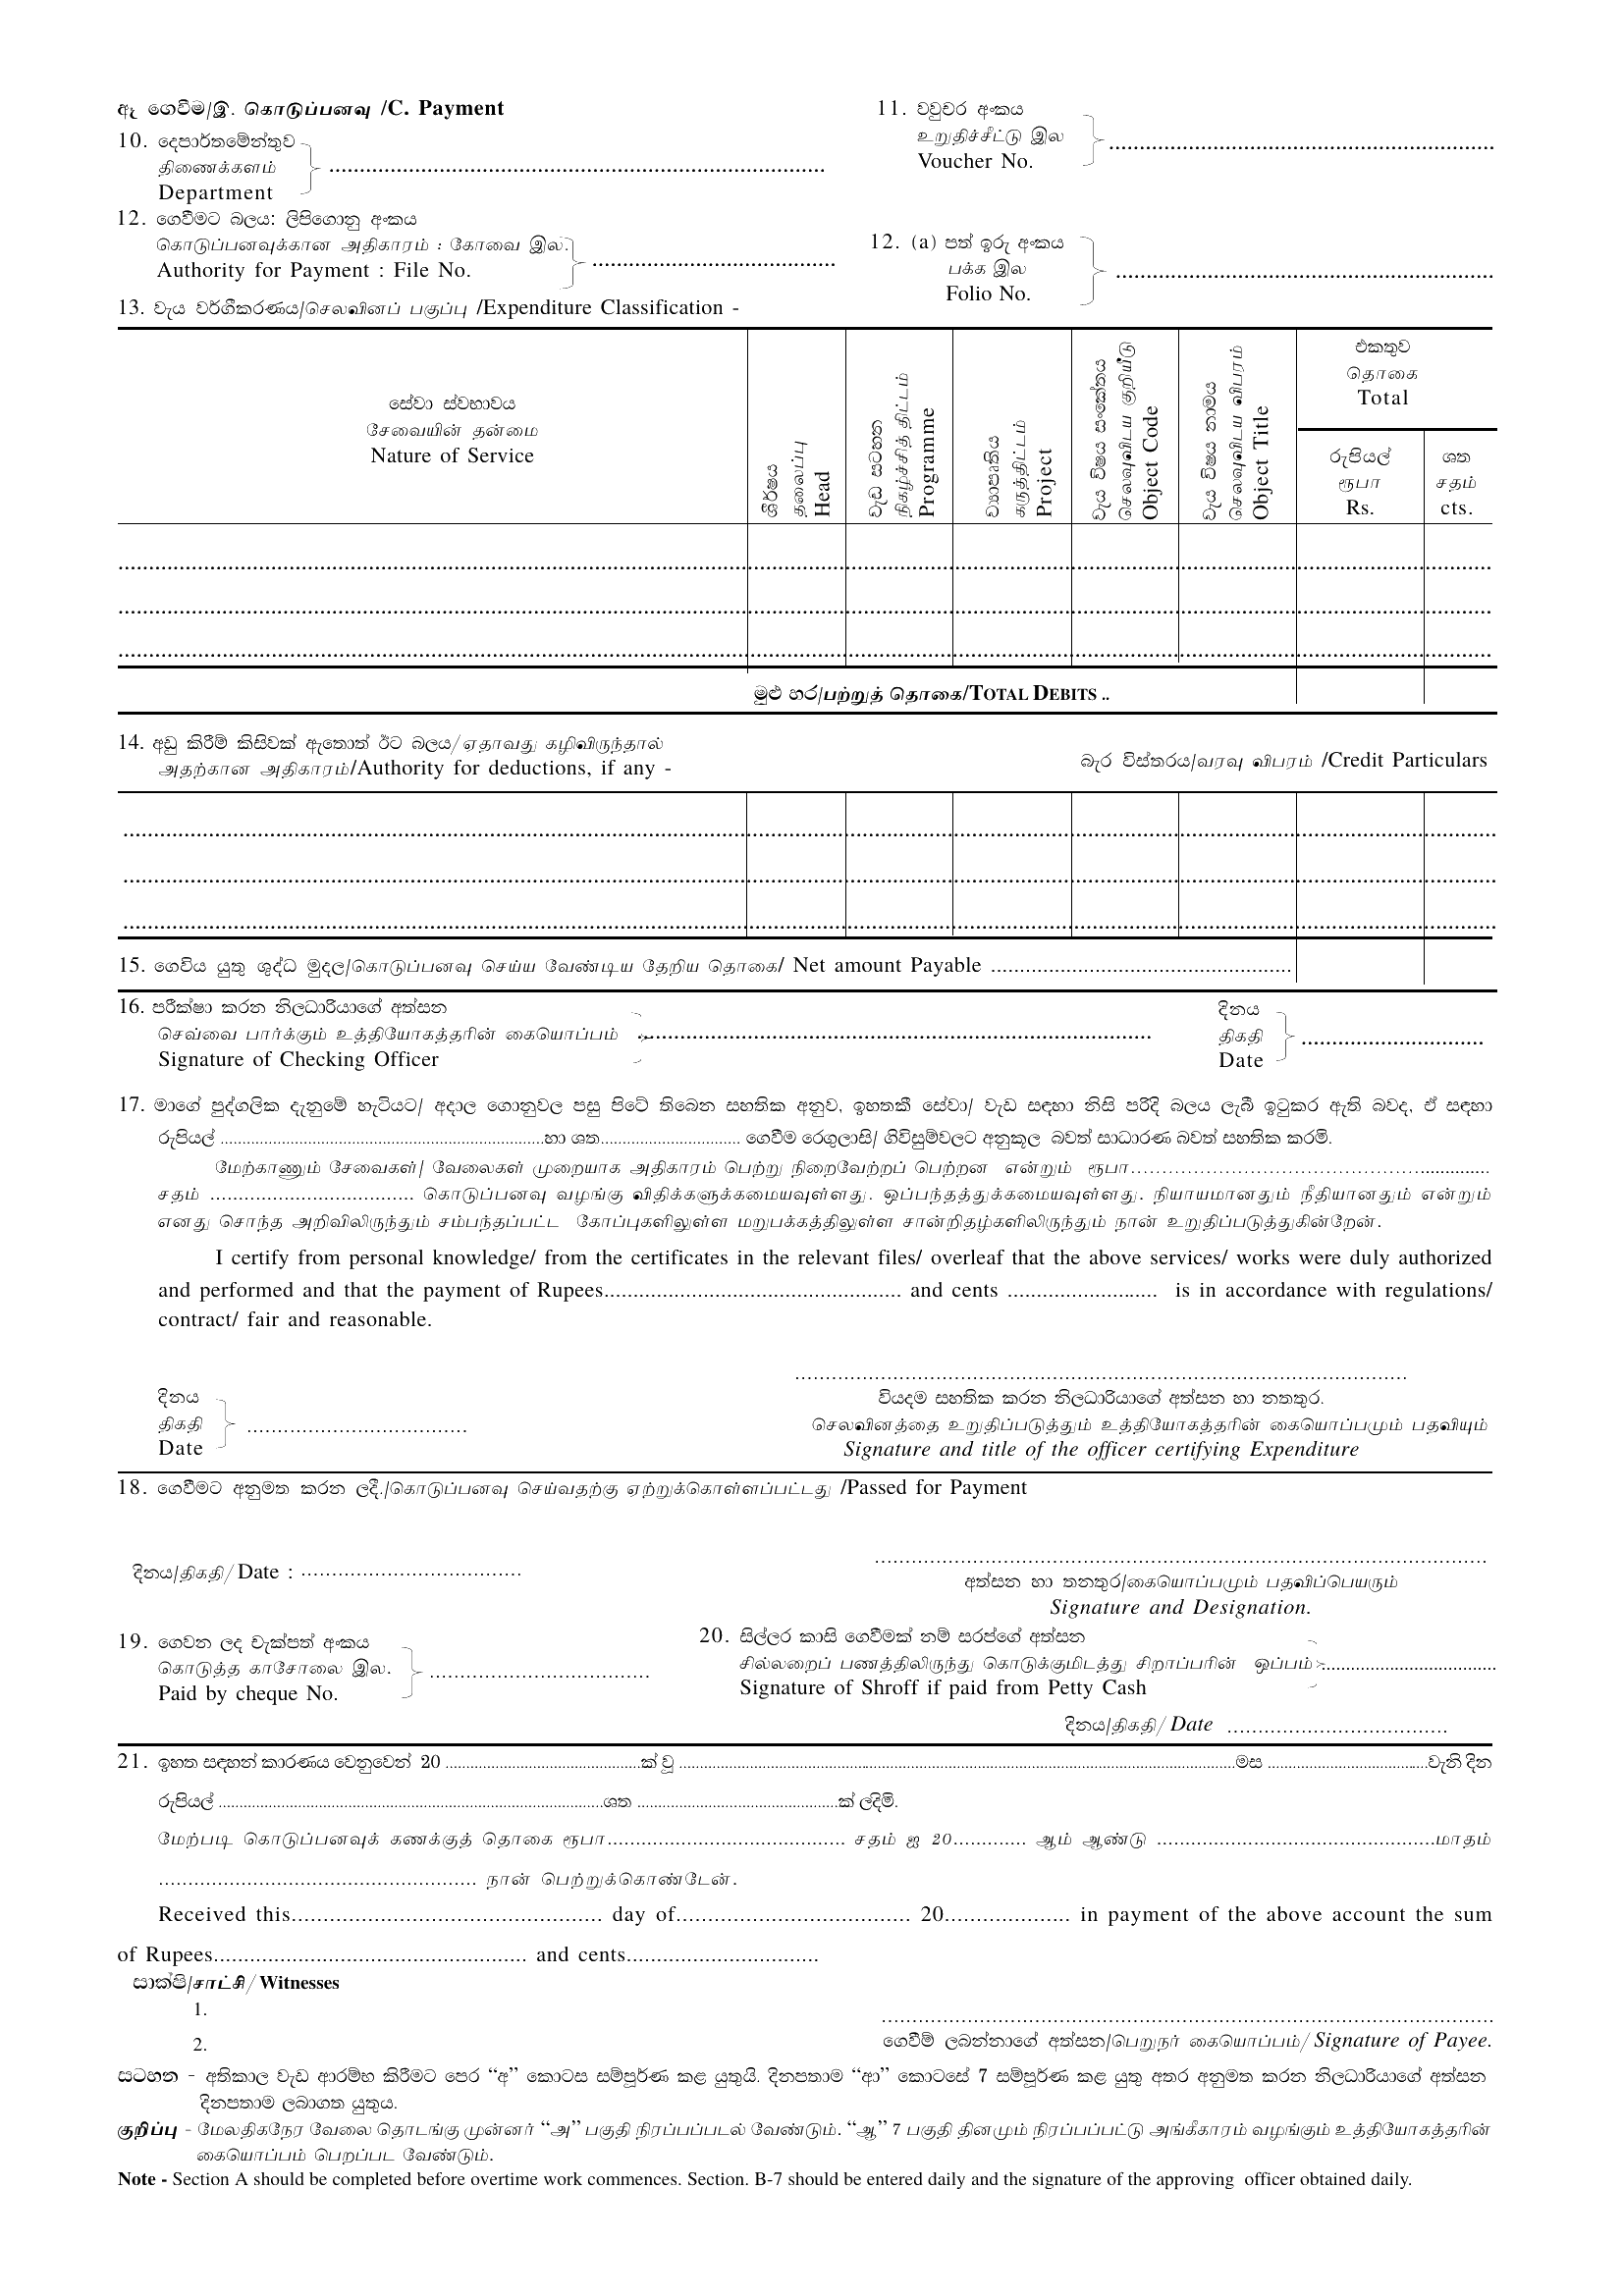 ඈ ගෙවීම/இ. கொடுப்பனவு /C. Payment
10. දෙපාර්තමේන්තුව
திணைக்களம் ....................
Department
11. වවුචර අංකය
உறுதிச்சீட்டு இல ....................
Voucher No.
12. ගෙවීමට බලය: ලිපිගොනු අංකය
கொடுப்பனவுக்கான அதிகாரம் : கோவை இல. ....................
Authority for Payment : File No.
12. (a) පත් ඉරු අංකය
பக்க இல ....................
Folio No.
13. වැය වර්ගීකරණය/செலவினப் பகுப்பு /Expenditure Classification -
සේවා ස්වභාවය
சேவையின் தன்மை
Nature of Service
ශීර්ෂය
தலைப்பு
Head
වැඩ සටහන
நிகழ்ச்சித் திட்டம்
Programme
ව්‍යාපෘතිය
கருத்திட்டம்
Project
වැය විෂය සංකේතය
செலவுவிடய குறியீடு
Object Code
වැය විෂය නාමය
செலவுவிடய விபரம்
Object Title
එකතුව
தொகை
Total
රුපියල්
ரூபா
Rs.
ශත
சதம்
cts.
මුළු හර/பற்றுத் தொகை/TOTAL DEBITS ..
14. අඩු කිරීම් කිසිවක් ඇතොත් ඊට බලය/ஏதாவது கழிவிருந்தால்
அதற்கான அதிகாரம்/Authority for deductions, if any -
බැර විස්තරය/வரவு விபரம் /Credit Particulars
15. ගෙවිය යුතු ශුද්ධ මුදල/கொடுப்பனவு செய்ய வேண்டிய தேறிய தொகை/ Net amount Payable ....................
16. පරීක්ෂා කරන නිලධාරියාගේ අත්සන
செவ்வை பார்க்கும் உத்தியோகத்தரின் கையொப்பம் ....................
Signature of Checking Officer
දිනය
திகதி ....................
Date
17. මාගේ පුද්ගලික දැනුමේ හැටියට/ අදාල ගොනුවල පසු පිටේ තිබෙන සහතික අනුව, ඉහතකී සේවා/ වැඩ සඳහා නිසි පරිදි බලය ලැබී ඉටුකර ඇති බවද, ඒ සඳහා
රුපියල් ....................හා ශත.................... ගෙවීම රෙගුලාසි/ ගිවිසුම්වලට අනුකූල බවත් සාධාරණ බවත් සහතික කරමි.
மேற்காணும் சேவைகள்/ வேலைகள் முறையாக அதிகாரம் பெற்று நிறைவேற்றப் பெற்றன என்றும் ரூபா....................
சதம் .................... கொடுப்பனவு வழங்கு விதிக்களுக்கமையவுள்ளது. ஒப்பந்தத்துக்கமையவுள்ளது. நியாயமானதும் நீதியானதும் என்றும்
எனது சொந்த அறிவிலிருந்தும் சம்பந்தப்பட்ட கோப்புகளிலுள்ள மறுபக்கத்திலுள்ள சான்றிதழ்களிலிருந்தும் நான் உறுதிப்படுத்துகின்றேன்.
I certify from personal knowledge/ from the certificates in the relevant files/ overleaf that the above services/ works were duly authorized
and performed and that the payment of Rupees.................... and cents .................... is in accordance with regulations/
contract/ fair and reasonable.
දිනය
திகதி ....................
Date
....................
වියදම සහතික කරන නිලධාරියාගේ අත්සන හා නතතුර.
செலவினத்தை உறுதிப்படுத்தும் உத்தியோகத்தரின் கையொப்பமும் பதவியும்
Signature and title of the officer certifying Expenditure
18. ගෙවීමට අනුමත කරන ලදී./கொடுப்பனவு செய்வதற்கு ஏற்றுக்கொள்ளப்பட்டது /Passed for Payment
දිනය/திகதி/ Date : ....................
....................
අත්සන හා තනතුර/கையொப்பமும் பதவிப்பெயரும்
Signature and Designation.
19. ගෙවන ලද චැක්පත් අංකය
கொடுத்த காசோலை இல. ....................
Paid by cheque No.
20. සිල්ලර කාසි ගෙවීමක් නම් සරප්ගේ අත්සන
சில்லறைப் பணத்திலிருந்து கொடுக்குமிடத்து சிறாப்பரின் ஒப்பம் ....................
Signature of Shroff if paid from Petty Cash
දිනය/திகதி/ Date ....................
21. ඉහත සඳහන් කාරණය වෙනුවෙන් 20 ....................ක් වූ ....................මස ....................වැනි දින
රුපියල් ....................ශත ....................ක් ලදිමි.
மேற்படி கொடுப்பனவுக் கணக்குத் தொகை ரூபா.................... சதம் ஐ 20............ ஆம் ஆண்டு ....................மாதம்
.................... நான் பெற்றுக்கொண்டேன்.
Received this.................... day of.................... 20.................... in payment of the above account the sum
of Rupees.................... and cents....................
සාක්ෂි/சாட்சி/ Witnesses
1.
2.
....................
ගෙවීම් ලබන්නාගේ අත්සන/பெறுநர் கையொப்பம்/ Signature of Payee.
සටහන - අතිකාල වැඩ ආරම්භ කිරීමට පෙර “අ” කොටස සම්පූර්ණ කළ යුතුයි. දිනපතාම “ආ” කොටසේ 7 සම්පූර්ණ කළ යුතු අතර අනුමත කරන නිලධාරියාගේ අත්සන
දිනපතාම ලබාගත යුතුය.
குறிப்பு - மேலதிகநேர வேலை தொடங்கு முன்னர் “அ” பகுதி நிரப்பப்படல் வேண்டும். “ஆ” 7 பகுதி தினமும் நிரப்பப்பட்டு அங்கீகாரம் வழங்கும் உத்தியோகத்தரின்
கையொப்பம் பெறப்பட வேண்டும்.
Note - Section A should be completed before overtime work commences. Section. B-7 should be entered daily and the signature of the approving officer obtained daily.